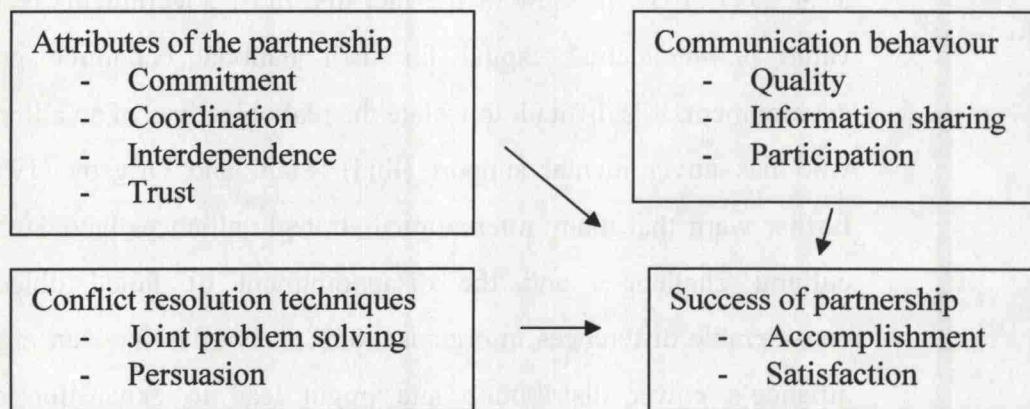 Attributes of the partnership
- Commitment
- Coordination
- Interdependence
- Trust
Communication behaviour
- Quality
- Information sharing
- Participation
Conflict resolution techniques
- Joint problem solving
- Persuasion
Success of partnership
- Accomplishment
- Satisfaction